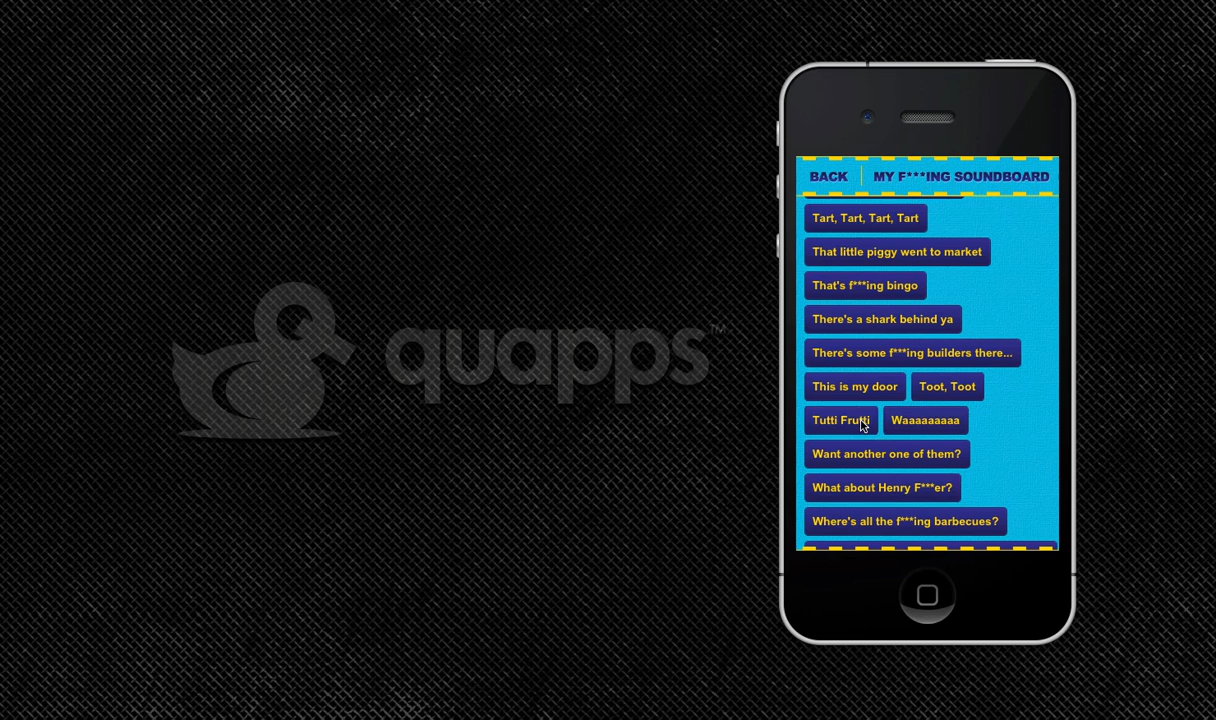 quapps™
BACK MY F***ING SOUNDBOARD
Tart, Tart, Tart, Tart
That little piggy went to market
That's f***ing bingo
There's a shark behind ya
There's some f***ing builders there...
This is my door Toot, Toot
Tutti Frutti Waaaaaaaaa
Want another one of them?
What about Henry F***er?
Where's all the f***ing barbecues?